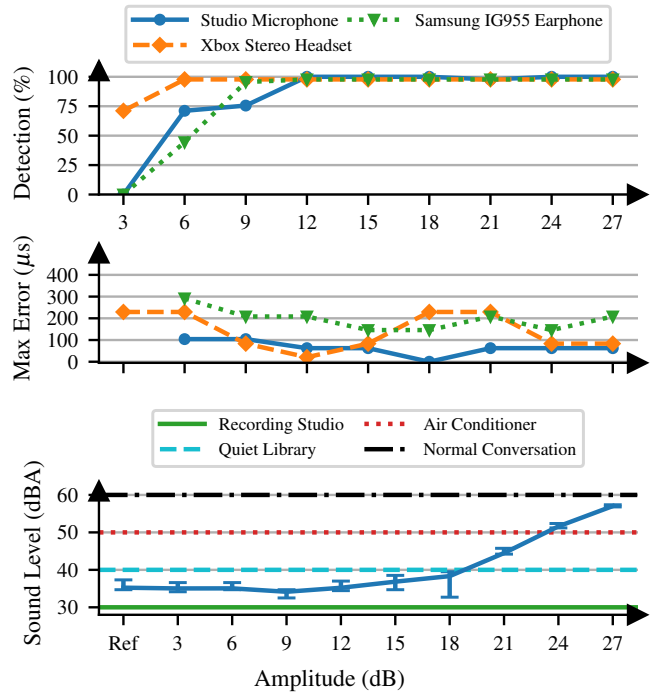 Studio Microphone
Samsung IG955 Earphone
Xbox Stereo Headset
Detection (%)
100
75
50
25
0
3 6 9 12 15 18 21 24 27
Max Error (μs)
400
300
200
100
0
Recording Studio
Air Conditioner
Quiet Library
Normal Conversation
Sound Level (dBA)
60
50
40
30
Ref 3 6 9 12 15 18 21 24 27
Amplitude (dB)